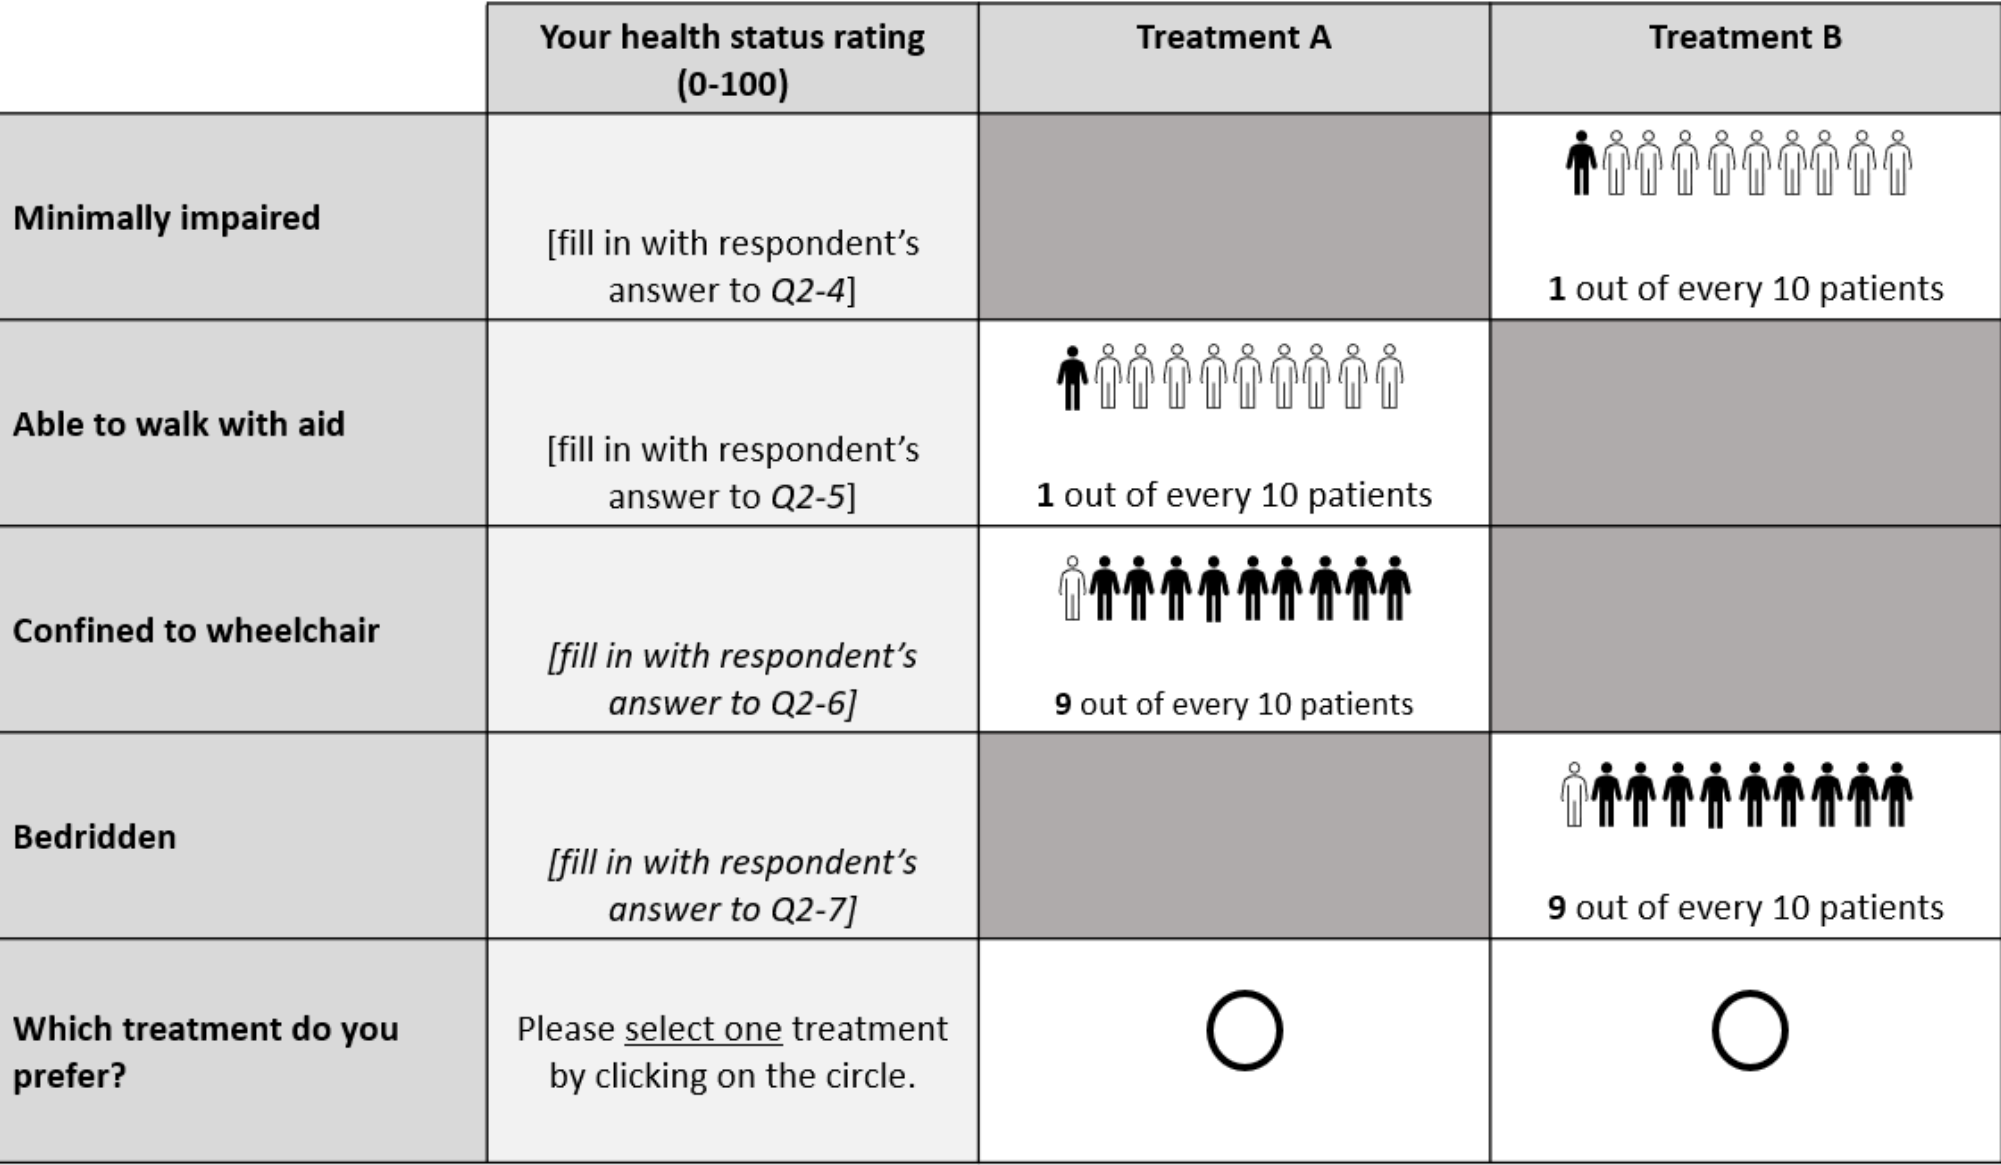 Your health status rating
(0-100)
Treatment A
Treatment B
Minimally impaired
[fill in with respondent’s
answer to Q2-4]
1 out of every 10 patients
Able to walk with aid
[fill in with respondent’s
answer to Q2-5]
1 out of every 10 patients
Confined to wheelchair
[fill in with respondent’s
answer to Q2-6]
9 out of every 10 patients
Bedridden
[fill in with respondent’s
answer to Q2-7]
9 out of every 10 patients
Which treatment do you
prefer?
Please select one treatment
by clicking on the circle.